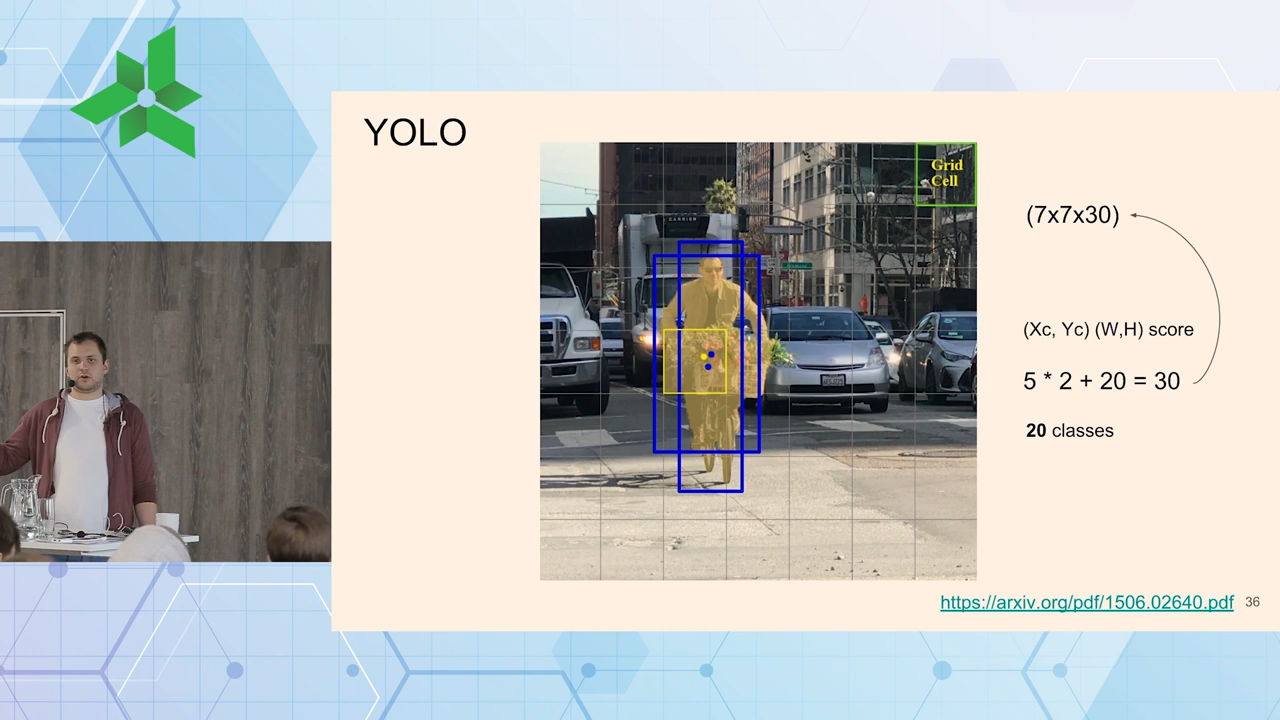 YOLO
CARRIER
Grid
Cell
(7x7x30)
(Xc, Yc) (W,H) score
5 * 2 + 20 = 30
20 classes
https://arxiv.org/pdf/1506.02640.pdf
36